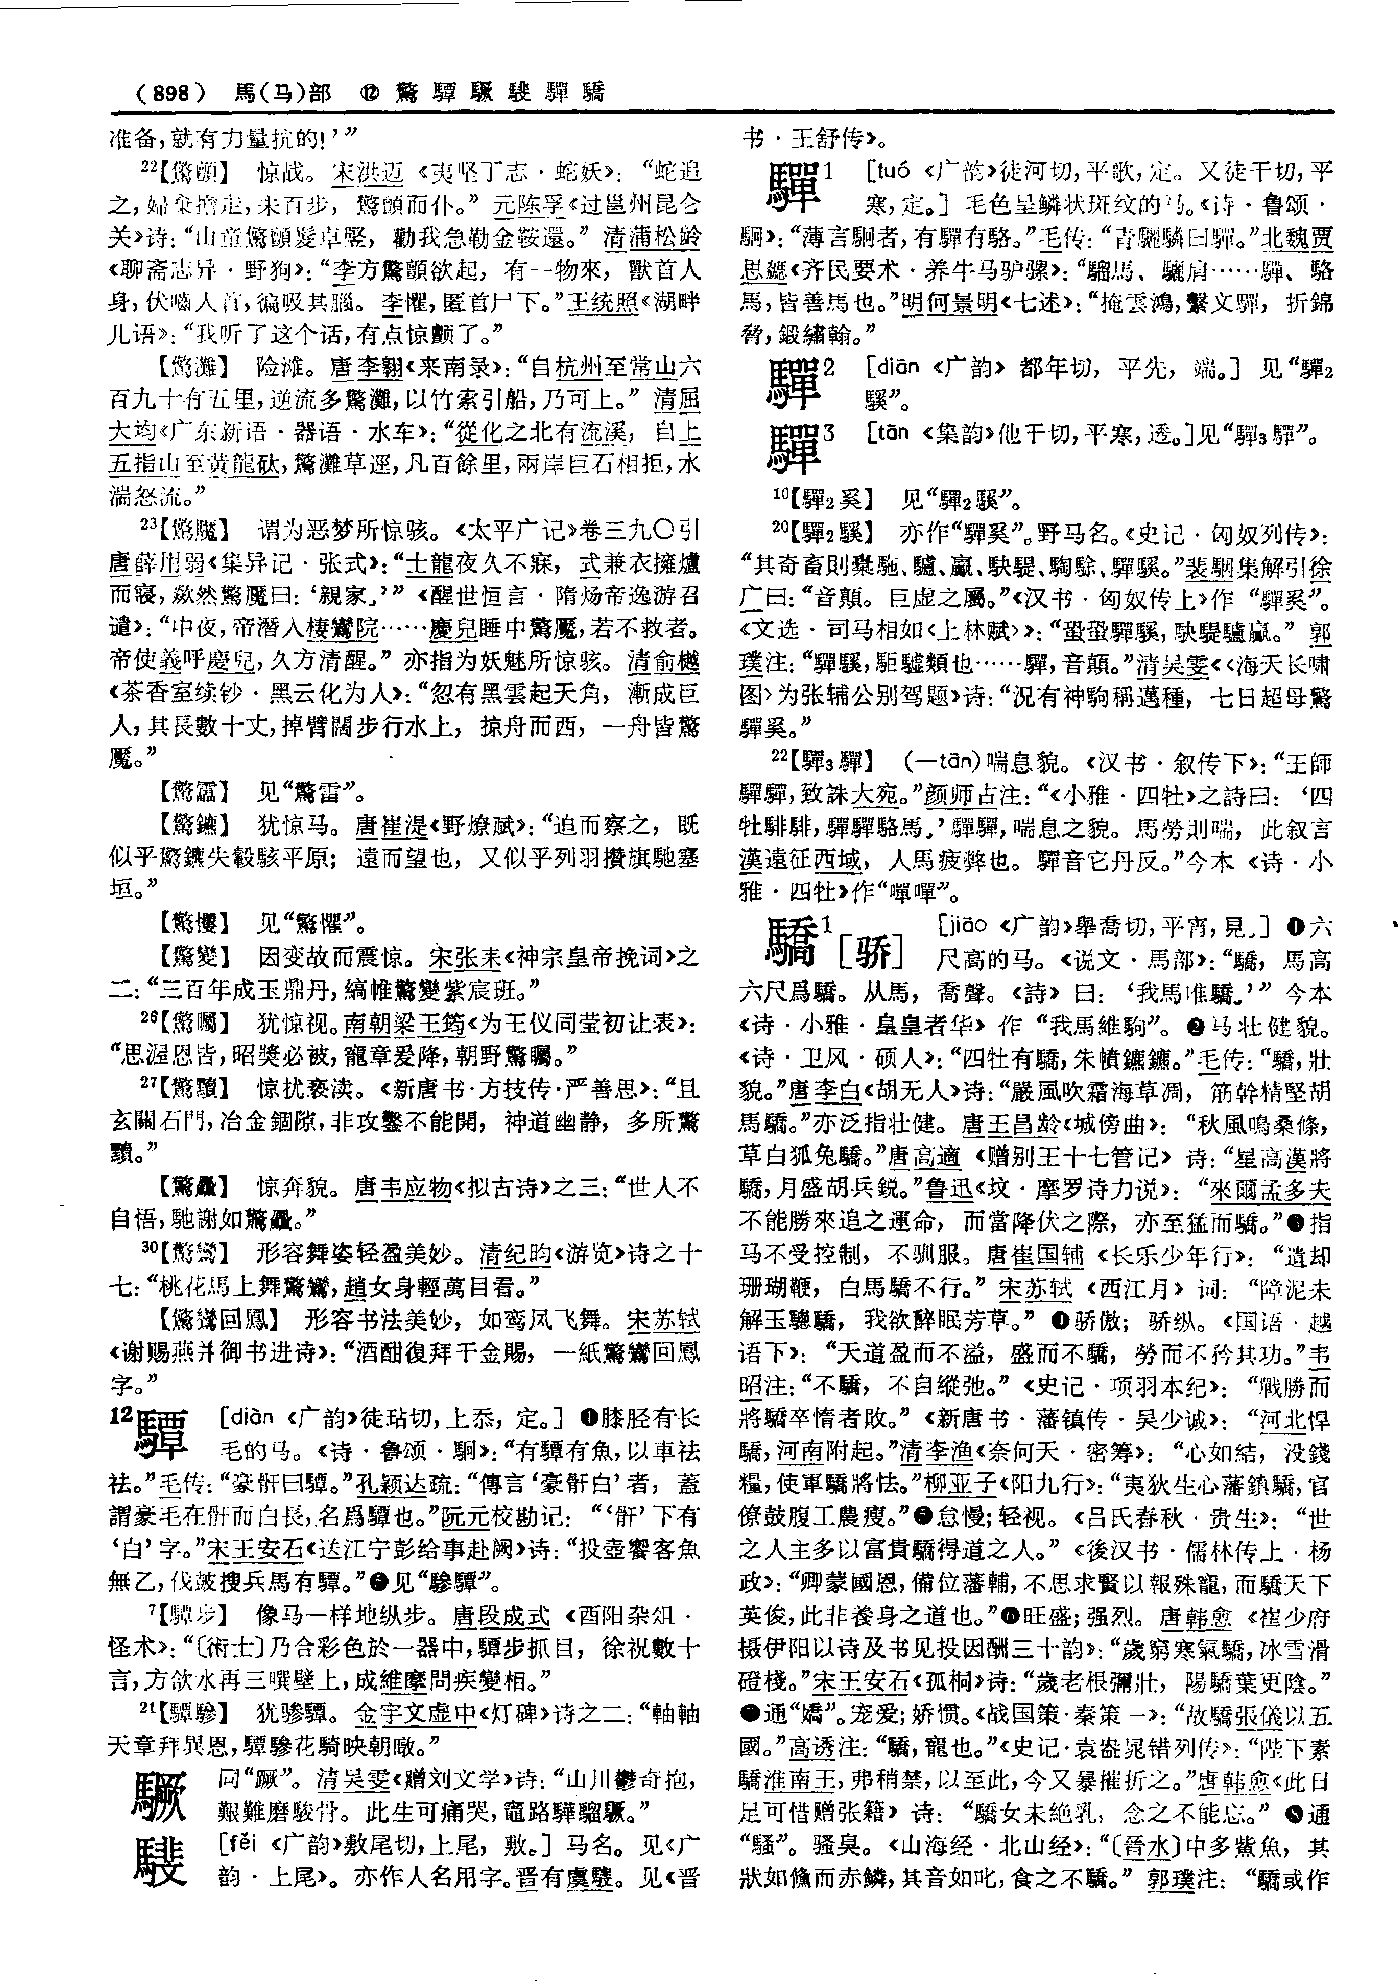 （898） 馬（马）部 ⑫ 驚驔驣驋驒驕
准备，就有力量抗的！’”
22【驚顫】 惊战。宋洪迈《夷坚丁志·蛇妖》：“蛇追
之，婦棄擔走，未百步，驚顫而仆。”元陈孚《过邕州昆仑
关》诗：“山苗驚顫髮卓竪，勸我急勒金鞍還。”清蒲松龄
《聊斋志异·野狗》：“李方驚顫欲起，有一物來，獸首人
身，伏嚙人首，徧吸其腦。李懼，匿首尸下。”王统照《湖畔
儿语》：“我听了这个话，有点惊颤了。”
【驚灘】 险滩。唐李翱《来南录》：“自杭州至常山六
百九十有五里，逆流多驚灘，以竹索引船，乃可上。”清屈
大均《广东新语·器语·水车》：“從化之北有流溪，自上
五指山至黄龍𥐻，驚灘草逕，凡百餘里，兩岸巨石相拒，水
湍怒流。”
23【驚魘】 谓为恶梦所惊骇。《太平广记》卷三九〇引
唐薛用弱《集异记·张式》：“士龍夜久不寐，式兼衣擁爐
而寢，歘然驚魘曰：‘親家。’”《醒世恒言·隋炀帝逸游召
谴》：“中夜，帝潛入棲鸞院……慶兒睡中驚魘，若不救者。
帝使義呼慶兒，久方清醒。”亦指为妖魅所惊骇。清俞樾
《茶香室续钞·黑云化为人》：“忽有黑雲起天角，漸成巨
人，其長數十丈，掉臂闊步行水上，掠舟而西，一舟皆驚
魘。”
【驚靁】 见“驚雷”。
【驚鑣】 犹惊马。唐崔湜《野燎赋》：“追而察之，既
似乎驚鑣失轂駭平原；遠而望也，又似乎列羽攢旗馳塞
垣。”
【驚戄】 见“驚懼”。
【驚變】 因变故而震惊。宋张耒《神宗皇帝挽词》之
二：“三百年成玉鼎丹，縞帷驚變紫宸班。”
26【驚矚】 犹惊视。南朝梁王筠《为王仪同莹初让表》：
“思渥恩皆，昭獎必被，寵章爰降，朝野驚矚。”
27【驚黷】 惊扰亵渎。《新唐书·方技传·严善思》：“且
玄闕石門，冶金錮隙，非攻鑿不能開，神道幽静，多所驚
黷。”
【驚驫】 惊奔貌。唐韦应物《拟古诗》之三：“世人不
自悟，馳謝如驚驫。”
30【驚鸞】 形容舞姿轻盈美妙。清纪昀《游览》诗之十
七：“桃花馬上舞驚鸞，趙女身輕萬目看。”
【驚鸞回鳳】 形容书法美妙，如鸾凤飞舞。宋苏轼
《谢赐燕并御书进诗》：“酒酣復拜千金賜，一紙驚鸞回鳳
字。”
12驔 ［diàn《广韵》徒玷切，上忝，定。］❶膝胫有长
毛的马。《诗·鲁颂·駉》：“有驔有魚，以車祛
祛。”毛传：“豪骭曰驔。”孔颖达疏：“傳言‘豪骭白’者，蓋
謂豪毛在骭而白長，名爲驔也。”阮元校勘记：“‘骭’下有
‘白’字。”宋王安石《送江宁彭给事赴阙》诗：“投壺饗客魚
無乙，伐鼓搜兵馬有驔。”❷见“驂驔”。
7【驔步】 像马一样地纵步。唐段成式《酉阳杂俎·
怪术》：“〔術士〕乃合彩色於一器中，驔步抓目，徐祝數十
言，方欲水再三噀壁上，成維摩問疾變相。”
21【驔驂】 犹骖驔。金宇文虚中《灯碑》诗之二：“軸軸
天章拜異恩，驔驂花騎映朝暾。”
同“蹶”。清吴雯《赠刘文学》诗：“山川鬱奇抱，
艱難磨駿骨。此生可痛哭，竈路驊騮驣。”
［fěi《广韵》敷尾切，上尾，敷。］马名。见《广
韵·上尾》。亦作人名用字。晋有虞𩦎。见《晋
书·王舒传》。
驒1 ［tuó《广韵》徒河切，平歌，定。又徒干切，平
寒，定。］毛色呈鳞状斑纹的马。《诗·鲁颂·
駉》：“薄言駉者，有驒有駱。”毛传：“青驪驎曰驒。”北魏贾
思勰《齐民要术·养牛马驴骡》：“騮馬、驪肩……驒、駱
馬，皆善馬也。”明何景明《七述》：“掩雲鴻，繫文驒，折錦
脅，鍛繡翰。”
驒2 ［diān《广韵》都年切，平先，端。］见“驒2
騱”。
驒3 ［tān《集韵》他干切，平寒，透。］见“驒3驒”。
10【驒2奚】 见“驒2騱”。
20【驒2騱】 亦作“驒奚”。野马名。《史记·匈奴列传》：
“其奇畜則橐駞、驢、驘、駃騠、騊駼、驒騱。”裴駰集解引徐
广曰：“音顛。巨虚之屬。”《汉书·匈奴传上》作“驒奚”。
《文选·司马相如〈上林赋〉》：“蛩蛩驒騱，駃騠驢驘。”郭
璞注：“驒騱，駏驉類也……驒，音顛。”清吴雯《〈海天长啸
图〉为张辅公别驾题》诗：“況有神駒稱邁種，七日超母驚
驒奚。”
22【驒3驒】 （—tān）喘息貌。《汉书·叙传下》：“王師
驒驒，致誅大宛。”颜师古注：“《小雅·四牡》之詩曰：‘四
牡騑騑，驒驒駱馬。’驒驒，喘息之貌。馬勞則喘，此叙言
漢遠征西域，人馬疲弊也。驒音它丹反。”今本《诗·小
雅·四牡》作“嘽嘽”。
驕1［骄］ ［jiāo《广韵》舉喬切，平宵，見。］❶六
尺高的马。《说文·馬部》：“驕，馬高
六尺爲驕。从馬，喬聲。《詩》曰：‘我馬唯驕。’”今本
《诗·小雅·皇皇者华》作“我馬維駒”。❷马壮健貌。
《诗·卫风·硕人》：“四牡有驕，朱幩鑣鑣。”毛传：“驕，壯
貌。”唐李白《胡无人》诗：“嚴風吹霜海草凋，筋幹精堅胡
馬驕。”亦泛指壮健。唐王昌龄《城傍曲》：“秋風鳴桑條，
草白狐兔驕。”唐高適《赠别王十七管记》诗：“星高漢將
驕，月盛胡兵鋭。”鲁迅《坟·摩罗诗力说》：“來爾孟多夫
不能勝來追之運命，而當降伏之際，亦至猛而驕。”❸指
马不受控制，不驯服。唐崔国辅《长乐少年行》：“遺却
珊瑚鞭，白馬驕不行。”宋苏轼《西江月》词：“障泥未
解玉驄驕，我欲醉眠芳草。”❹骄傲；骄纵。《国语·越
语下》：“天道盈而不溢，盛而不驕，勞而不矜其功。”韦
昭注：“不驕，不自縱弛。”《史记·项羽本纪》：“戰勝而
將驕卒惰者敗。”《新唐书·藩镇传·吴少诚》：“河北悍
驕，河南附起。”清李渔《奈何天·密筹》：“心如結，没錢
糧，使軍驕將怯。”柳亚子《阳九行》：“夷狄生心藩鎮驕，官
僚鼓腹工農瘦。”❺怠慢；轻视。《吕氏春秋·贵生》：“世
之人主多以富貴驕得道之人。”《後汉书·儒林传上·杨
政》：“卿蒙國恩，備位藩輔，不思求賢以報殊寵，而驕天下
英俊，此非養身之道也。”❻旺盛；强烈。唐韩愈《崔少府
摄伊阳以诗及书见投因酬三十韵》：“歲窮寒氣驕，冰雪滑
磴棧。”宋王安石《孤桐》诗：“歲老根彌壯，陽驕葉更陰。”
❼通“嬌”。宠爱；娇惯。《战国策·秦策一》：“故驕張儀以五
國。”高诱注：“驕，寵也。”《史记·袁盎晁错列传》：“陛下素
驕淮南王，弗稍禁，以至此，今又暴摧折之。”唐韩愈《此日
足可惜赠张籍》诗：“驕女未絶乳，念之不能忘。”❽通
“騷”。骚臭。《山海经·北山经》：“〔晉水〕中多鮆魚，其
狀如儵而赤鱗，其音如叱，食之不驕。”郭璞注：“驕或作